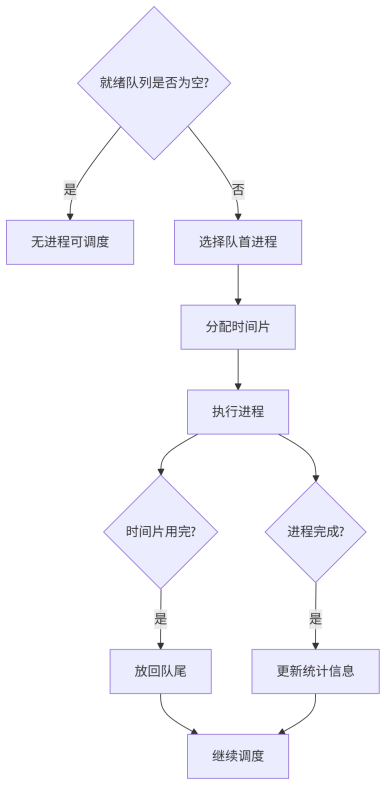 就绪队列是否为空?
是
否
无进程可调度
选择队首进程
分配时间片
执行进程
时间片用完?
进程完成?
是
是
放回队尾
更新统计信息
继续调度